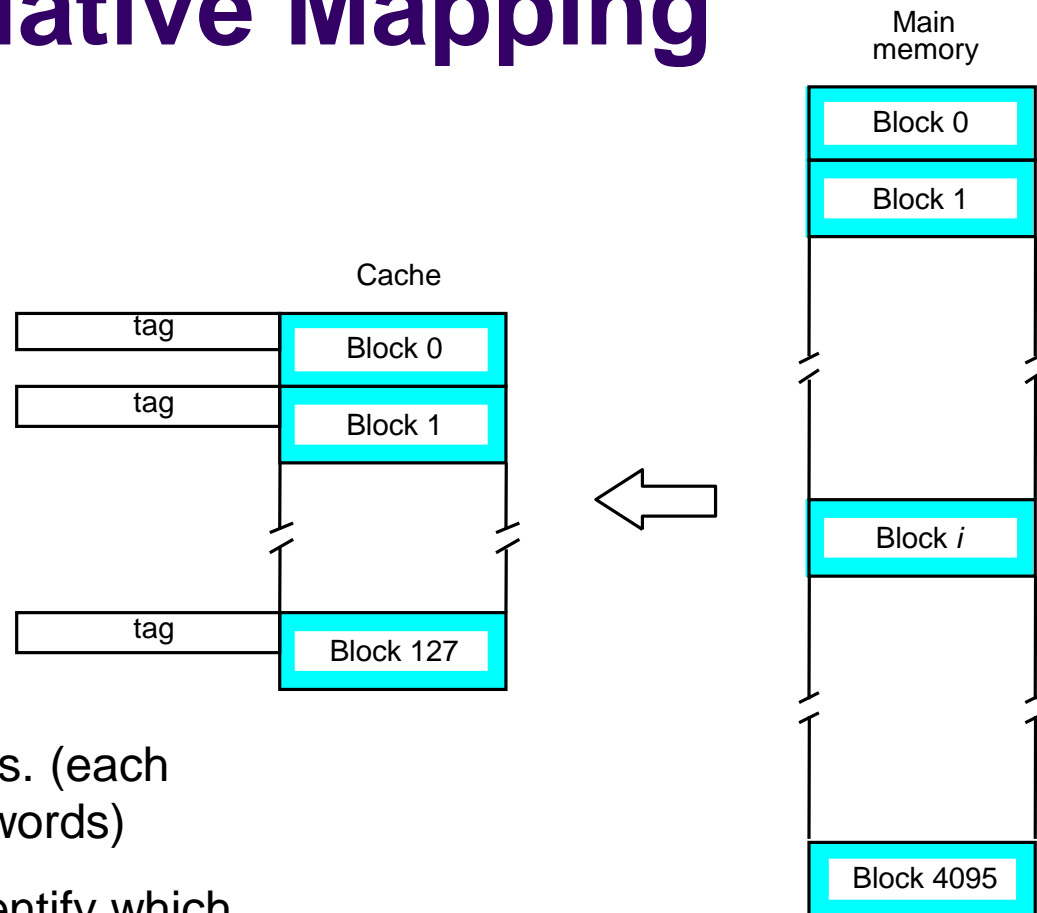 lative Mapping
Main
memory
Block 0
Block 1
Cache
tag
Block 0
tag
Block 1
Block i
tag
Block 127
s. (each
words)
Block 4095
entify which